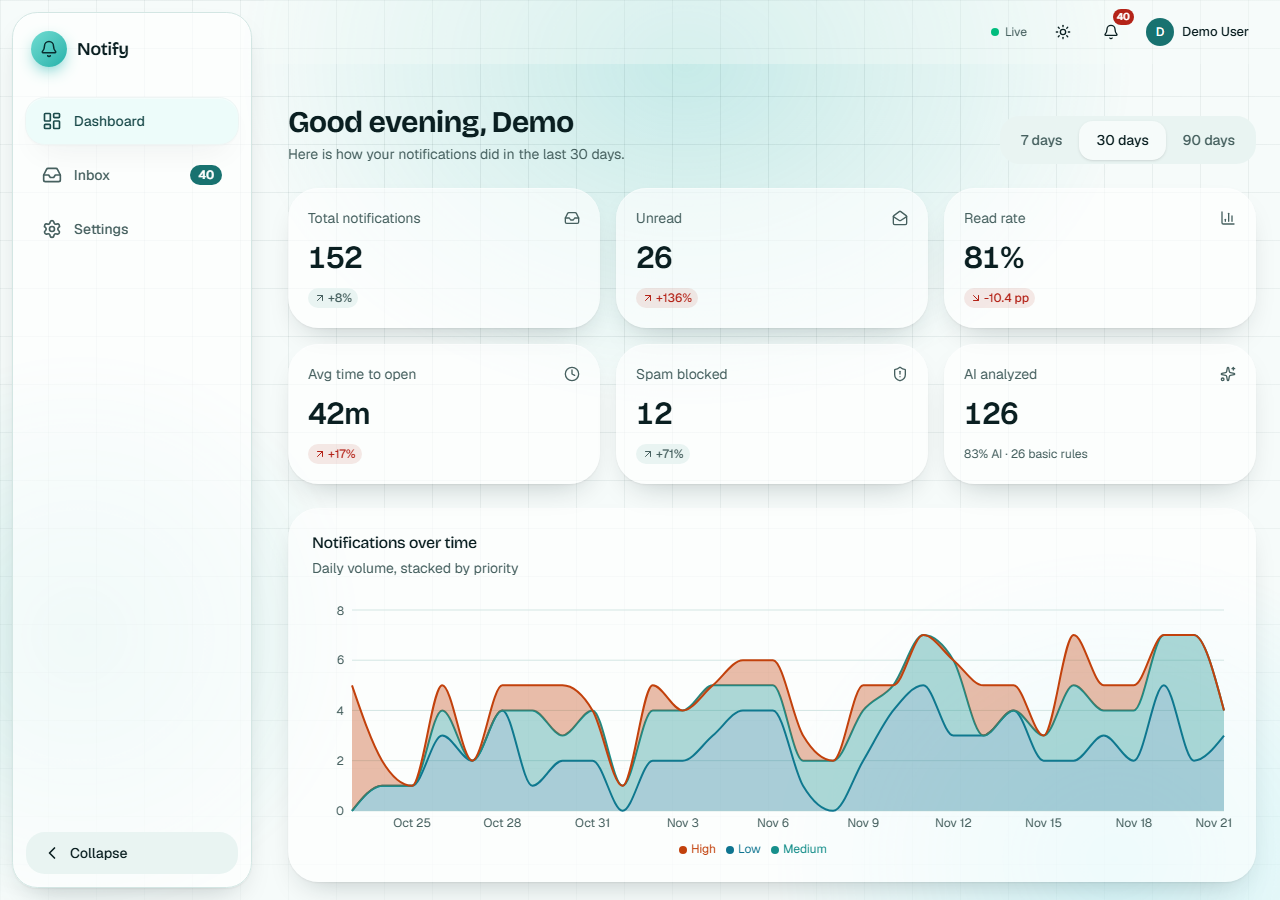 Notify
Live
40
D
Demo User
Dashboard
Inbox
40
Settings
Collapse
Good evening, Demo
Here is how your notifications did in the last 30 days.
7 days
30 days
90 days
Total notifications
152
+8%
Unread
26
+136%
Read rate
81%
-10.4 pp
Avg time to open
42m
+17%
Spam blocked
12
+71%
AI analyzed
126
83% AI · 26 basic rules
Notifications over time
Daily volume, stacked by priority
8
6
4
2
0
Oct 25
Oct 28
Oct 31
Nov 3
Nov 6
Nov 9
Nov 12
Nov 15
Nov 18
Nov 21
High
Low
Medium